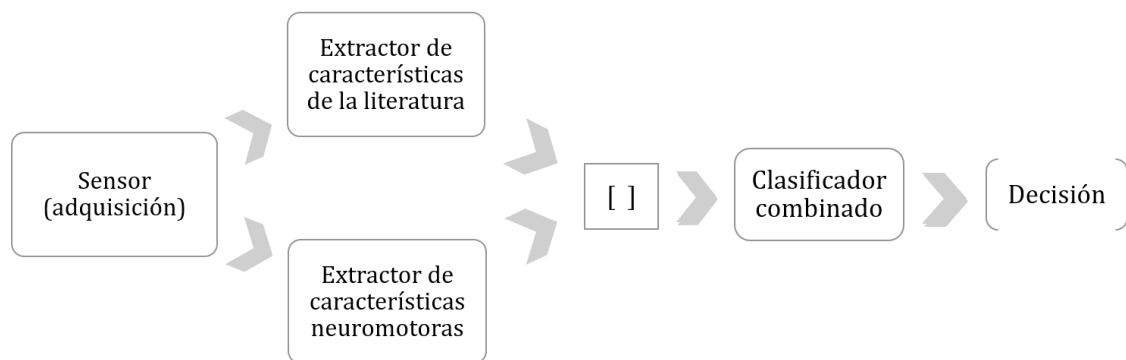 Sensor
(adquisición)
Extractor de
características
de la literatura
Extractor de
características
neuromotoras
[ ]
Clasificador
combinado
Decisión